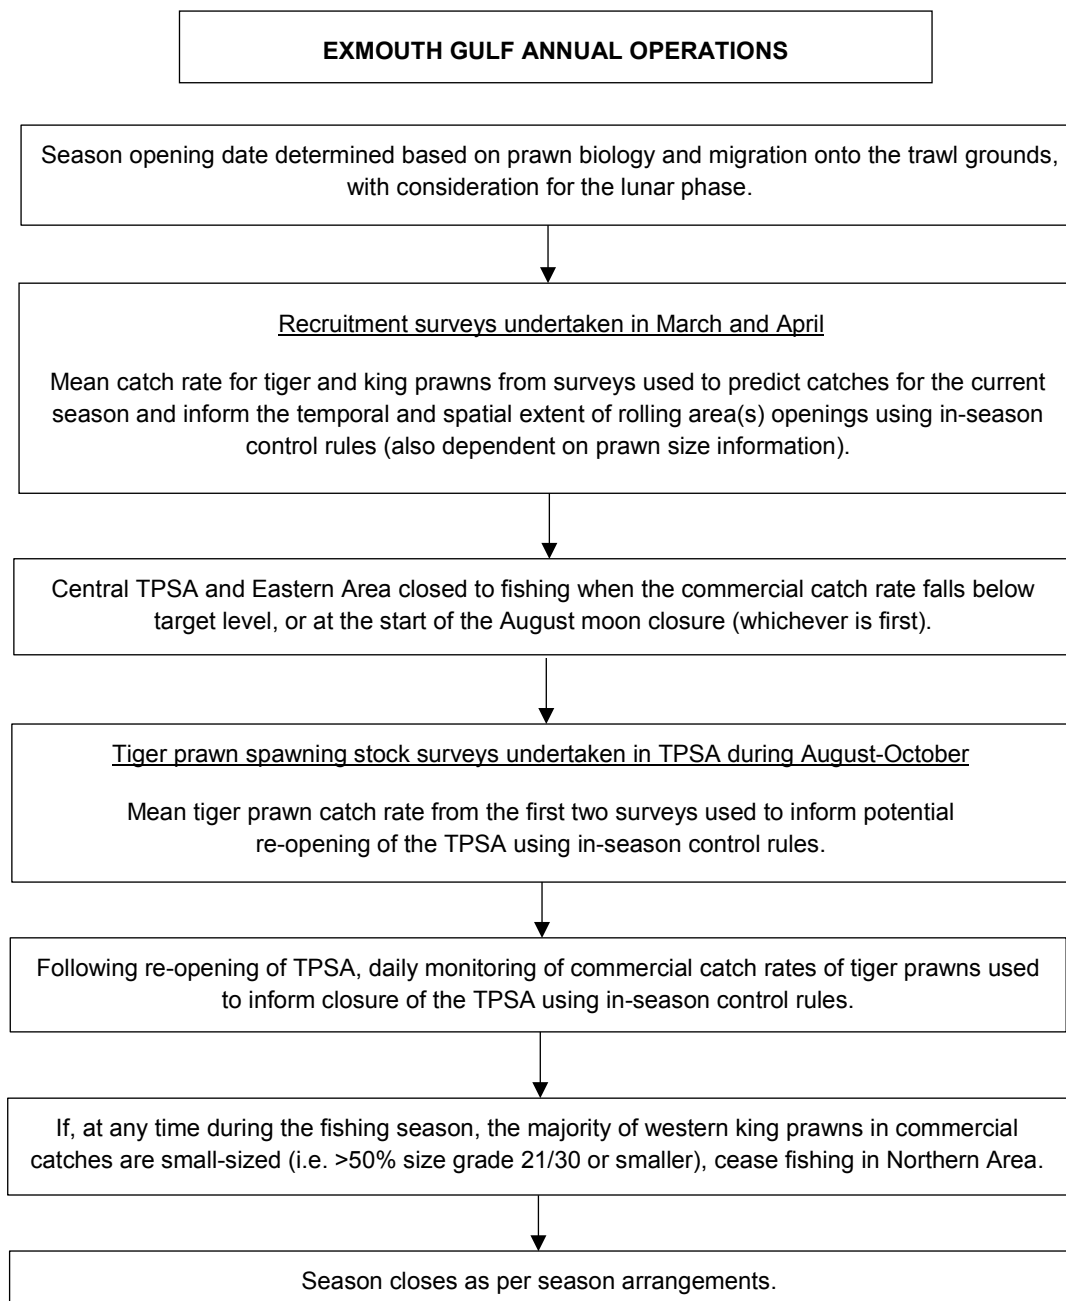 EXMOUTH GULF ANNUAL OPERATIONS
Season opening date determined based on prawn biology and migration onto the trawl grounds,
with consideration for the lunar phase.
Recruitment surveys undertaken in March and April
Mean catch rate for tiger and king prawns from surveys used to predict catches for the current
season and inform the temporal and spatial extent of rolling area(s) openings using in-season
control rules (also dependent on prawn size information).
Central TPSA and Eastern Area closed to fishing when the commercial catch rate falls below
target level, or at the start of the August moon closure (whichever is first).
Tiger prawn spawning stock surveys undertaken in TPSA during August-October
Mean tiger prawn catch rate from the first two surveys used to inform potential
re-opening of the TPSA using in-season control rules.
Following re-opening of TPSA, daily monitoring of commercial catch rates of tiger prawns used
to inform closure of the TPSA using in-season control rules.
If, at any time during the fishing season, the majority of western king prawns in commercial
catches are small-sized (i.e. >50% size grade 21/30 or smaller), cease fishing in Northern Area.
Season closes as per season arrangements.